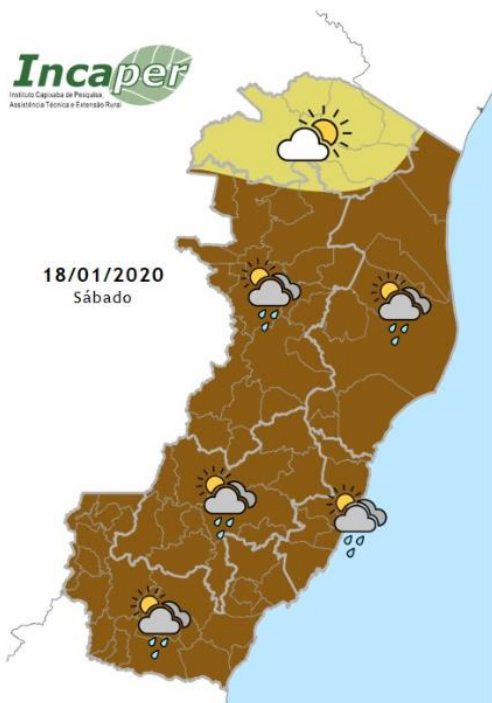 Incaper
Instituto Capixaba de Pesquisa,
Assistência Técnica e Extensão Rural
18/01/2020
Sábado